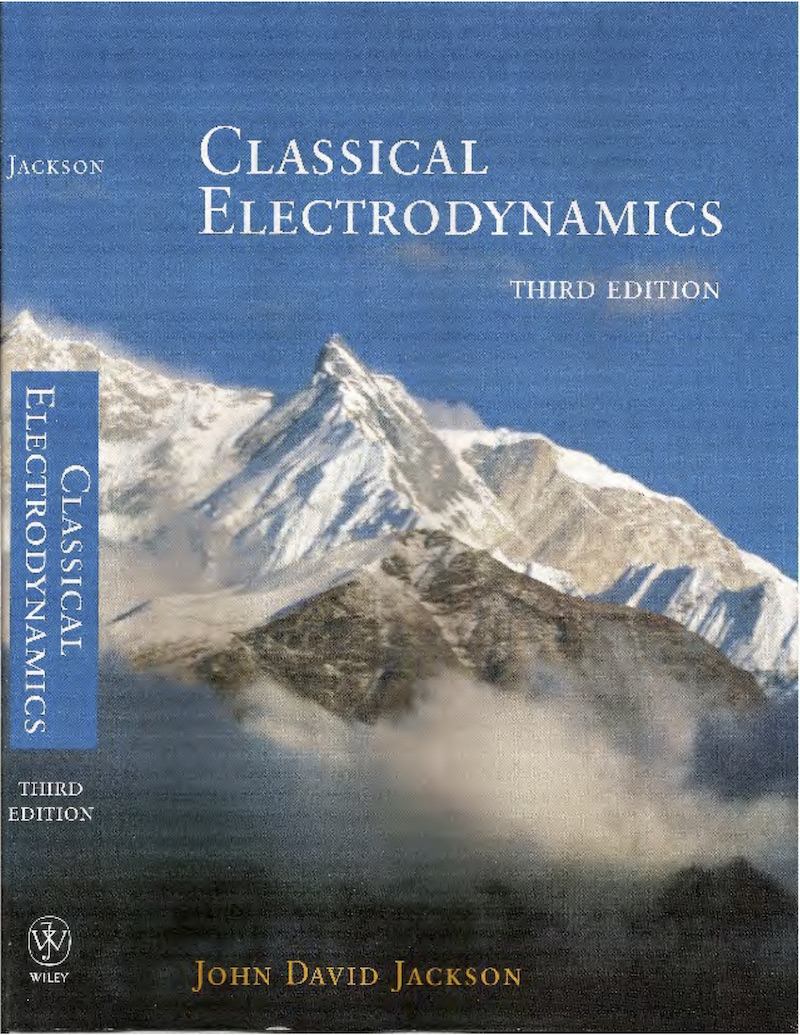 JACKSON
CLASSICAL
ELECTRODYNAMICS
THIRD EDITION
CLASSICAL
ELECTRODYNAMICS
THIRD
EDITION
WILEY
JOHN DAVID JACKSON